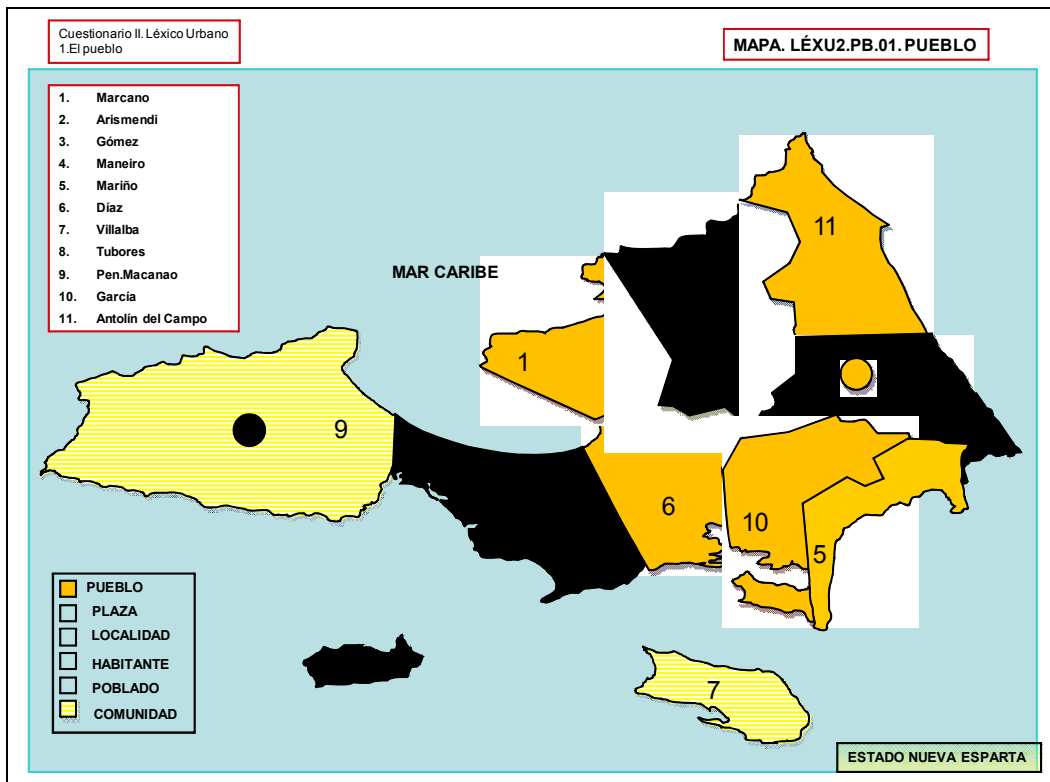 Cuestionario II. Léxico Urbano
1.El pueblo
MAPA. LÉXU2.PB.01. PUEBLO
1. Marcano
2. Arismendi
3. Gómez
4. Maneiro
5. Mariño
6. Díaz
7. Villalba
8. Tubores
9. Pen.Macanao
10. García
11. Antolín del Campo
11
MAR CARIBE
1
9
6
10
5
7
PUEBLO
PLAZA
LOCALIDAD
HABITANTE
POBLADO
COMUNIDAD
ESTADO NUEVA ESPARTA